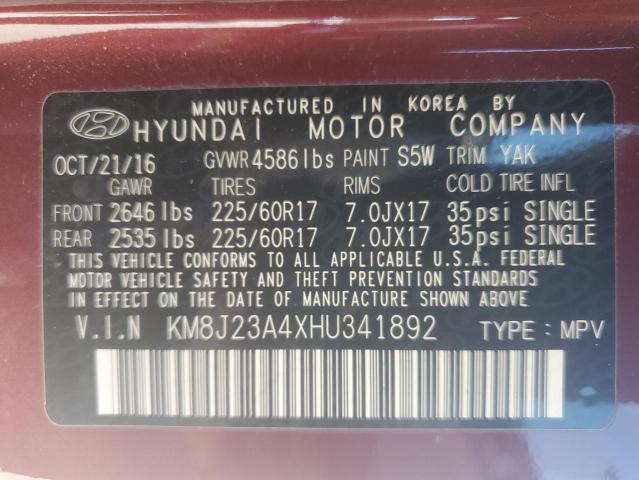 MANUFACTURED IN KOREA BY
HYUNDAI MOTOR COMPANY
OCT/21/16 GVWR 4586 lbs PAINT S5W TRIM YAK
GAWR TIRES RIMS COLD TIRE INFL
FRONT 2646 lbs 225/60R17 7.0JX17 35psi SINGLE
REAR 2535 lbs 225/60R17 7.0JX17 35psi SINGLE
THIS VEHICLE CONFORMS TO ALL APPLICABLE U.S.A. FEDERAL
MOTOR VEHICLE SAFETY AND THEFT PREVENTION STANDARDS
IN EFFECT ON THE DATE OF MANUFACTURE SHOWN ABOVE.
V.I.N KM8J23A4XHU341892 TYPE : MPV